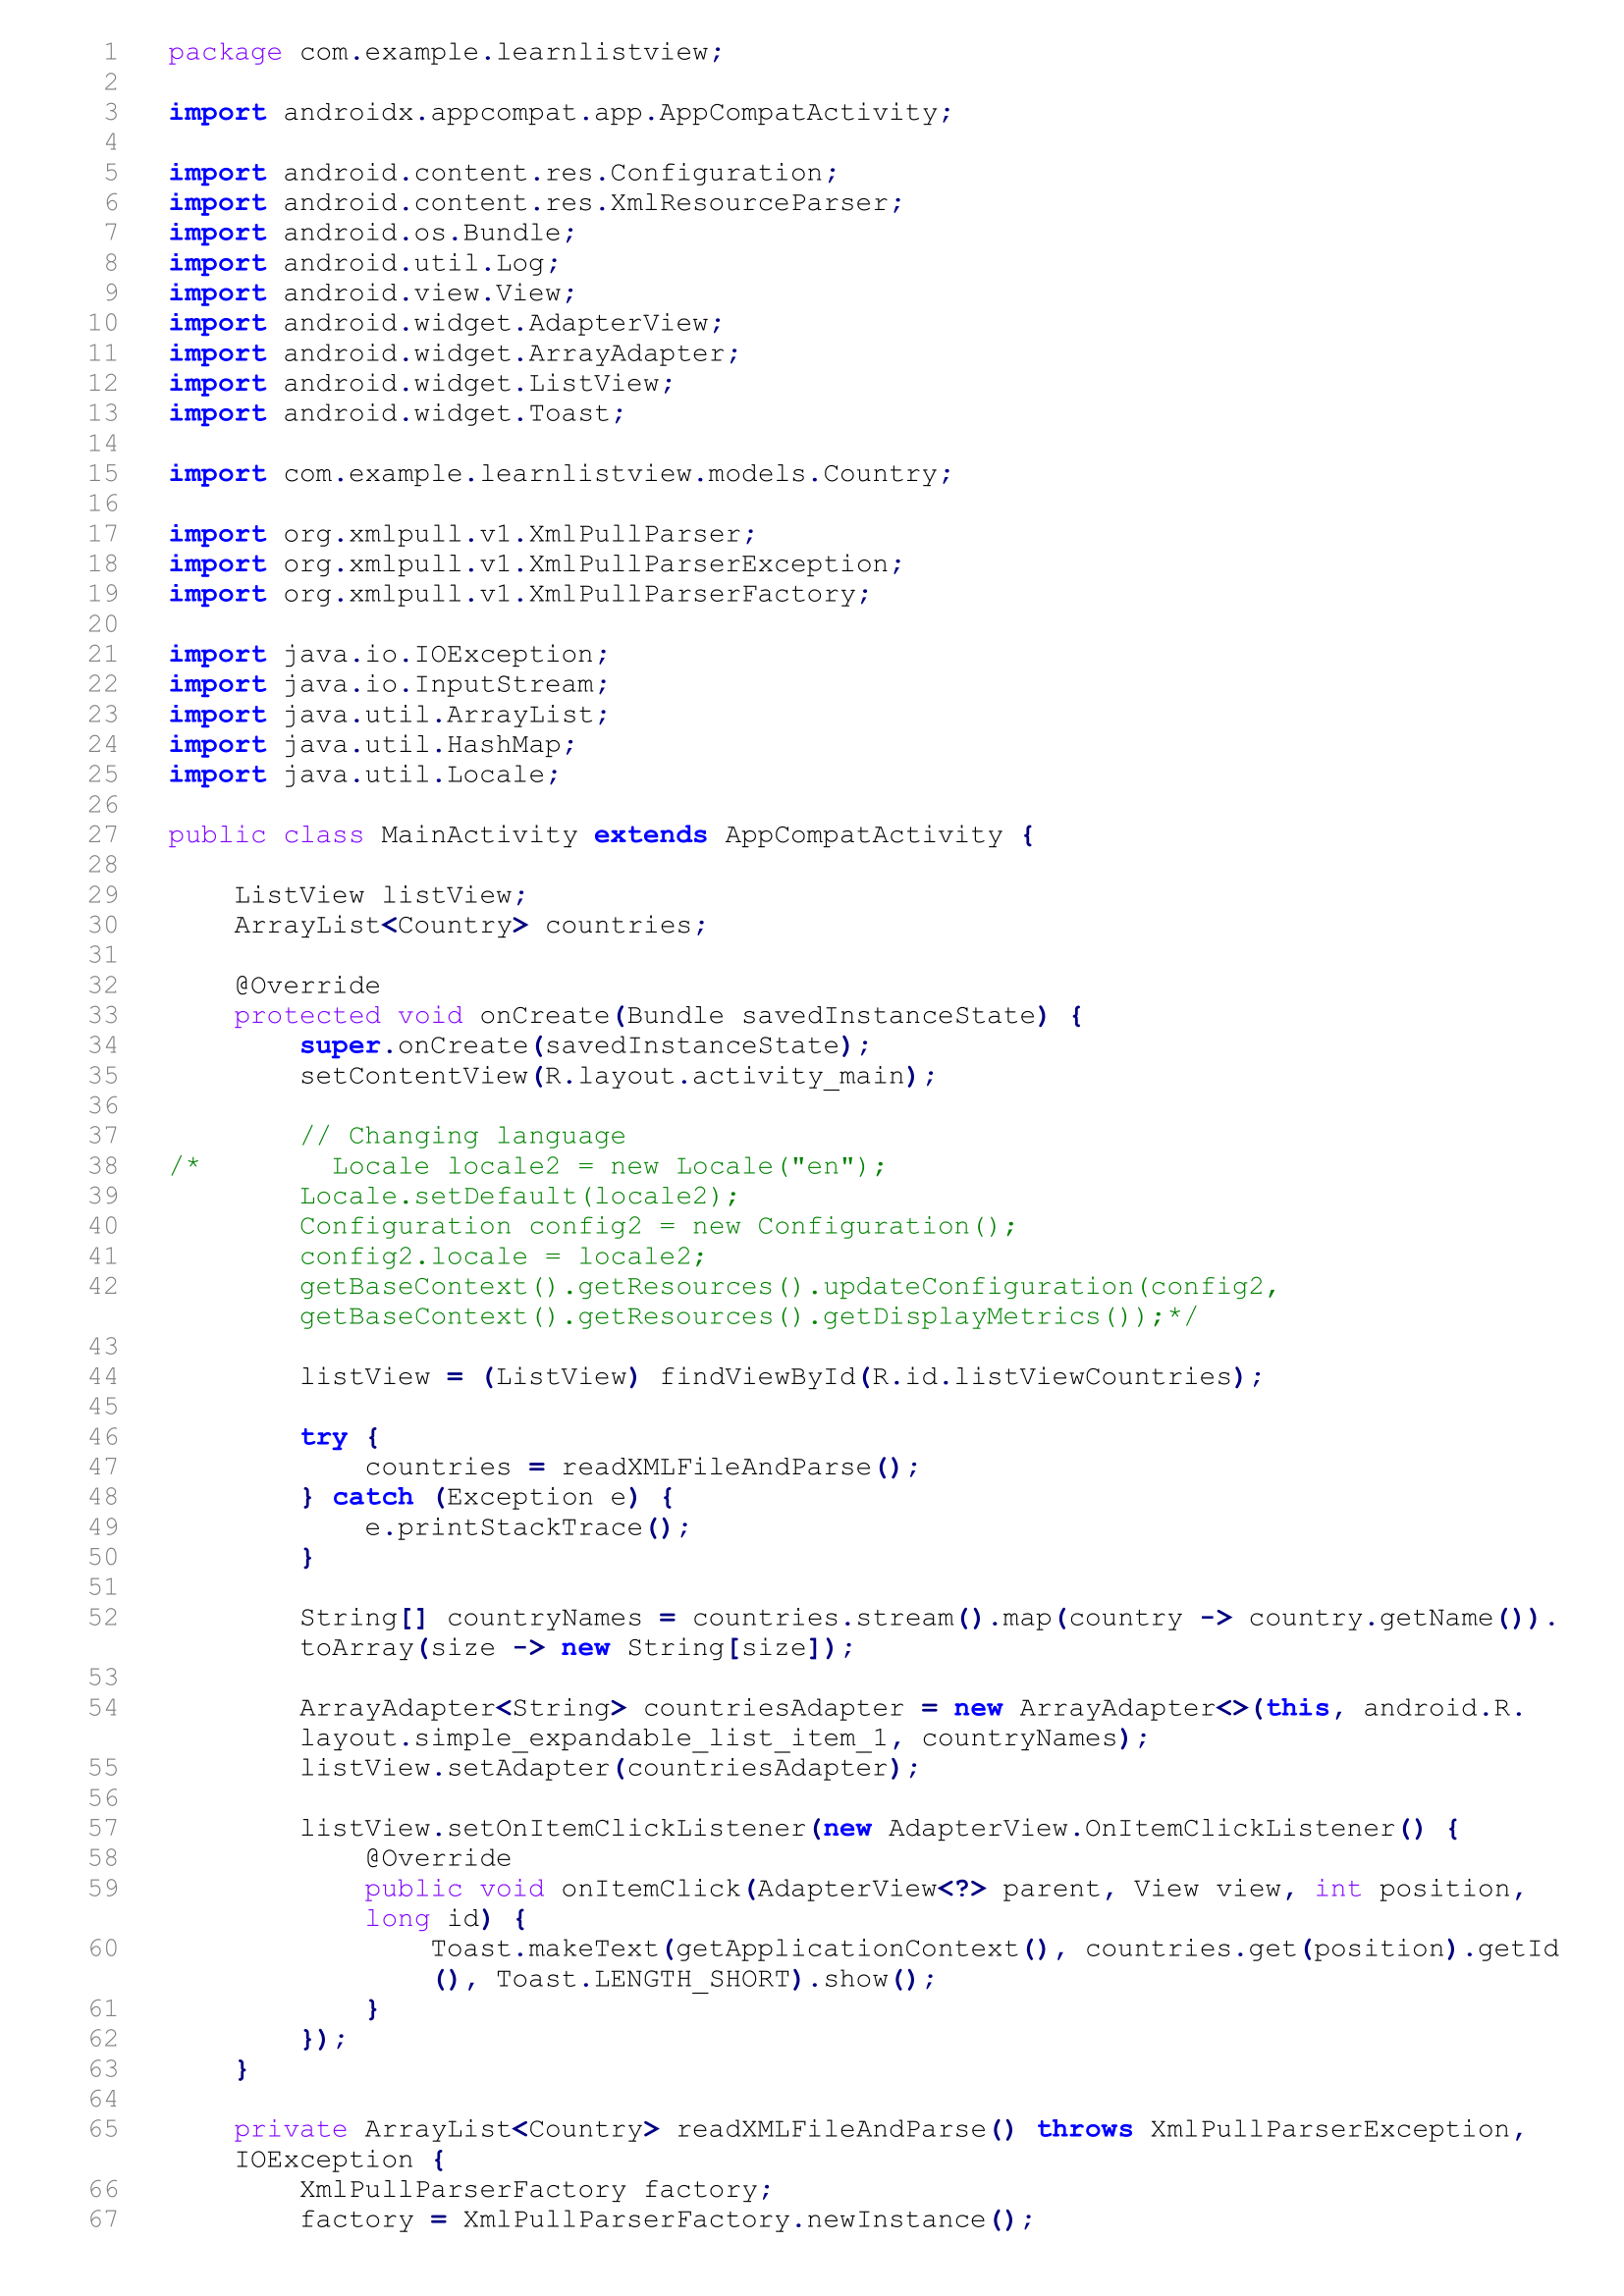 1 package com.example.learnlistview;
2
3 import androidx.appcompat.app.AppCompatActivity;
4
5 import android.content.res.Configuration;
6 import android.content.res.XmlResourceParser;
7 import android.os.Bundle;
8 import android.util.Log;
9 import android.view.View;
10 import android.widget.AdapterView;
11 import android.widget.ArrayAdapter;
12 import android.widget.ListView;
13 import android.widget.Toast;
14
15 import com.example.learnlistview.models.Country;
16
17 import org.xmlpull.v1.XmlPullParser;
18 import org.xmlpull.v1.XmlPullParserException;
19 import org.xmlpull.v1.XmlPullParserFactory;
20
21 import java.io.IOException;
22 import java.io.InputStream;
23 import java.util.ArrayList;
24 import java.util.HashMap;
25 import java.util.Locale;
26
27 public class MainActivity extends AppCompatActivity {
28
29     ListView listView;
30     ArrayList<Country> countries;
31
32     @Override
33     protected void onCreate(Bundle savedInstanceState) {
34         super.onCreate(savedInstanceState);
35         setContentView(R.layout.activity_main);
36
37         // Changing language
38 /*        Locale locale2 = new Locale("en");
39         Locale.setDefault(locale2);
40         Configuration config2 = new Configuration();
41         config2.locale = locale2;
42         getBaseContext().getResources().updateConfiguration(config2,
        getBaseContext().getResources().getDisplayMetrics());*/
43
44         listView = (ListView) findViewById(R.id.listViewCountries);
45
46         try {
47             countries = readXMLFileAndParse();
48         } catch (Exception e) {
49             e.printStackTrace();
50         }
51
52         String[] countryNames = countries.stream().map(country -> country.getName()).
        toArray(size -> new String[size]);
53
54         ArrayAdapter<String> countriesAdapter = new ArrayAdapter<>(this, android.R.
        layout.simple_expandable_list_item_1, countryNames);
55         listView.setAdapter(countriesAdapter);
56
57         listView.setOnItemClickListener(new AdapterView.OnItemClickListener() {
58             @Override
59             public void onItemClick(AdapterView<?> parent, View view, int position,
            long id) {
60                 Toast.makeText(getApplicationContext(), countries.get(position).getId
                (), Toast.LENGTH_SHORT).show();
61             }
62         });
63     }
64
65     private ArrayList<Country> readXMLFileAndParse() throws XmlPullParserException,
    IOException {
66         XmlPullParserFactory factory;
67         factory = XmlPullParserFactory.newInstance();